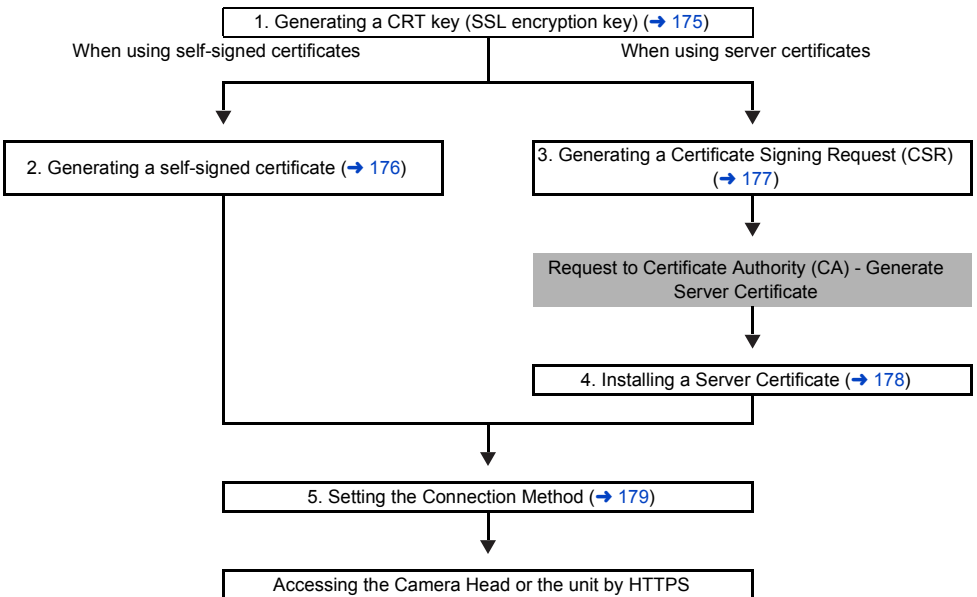 1. Generating a CRT key (SSL encryption key) (➜ 175)
When using self-signed certificates
When using server certificates
2. Generating a self-signed certificate (➜ 176)
3. Generating a Certificate Signing Request (CSR)
(➜ 177)
Request to Certificate Authority (CA) - Generate
Server Certificate
4. Installing a Server Certificate (➜ 178)
5. Setting the Connection Method (➜ 179)
Accessing the Camera Head or the unit by HTTPS